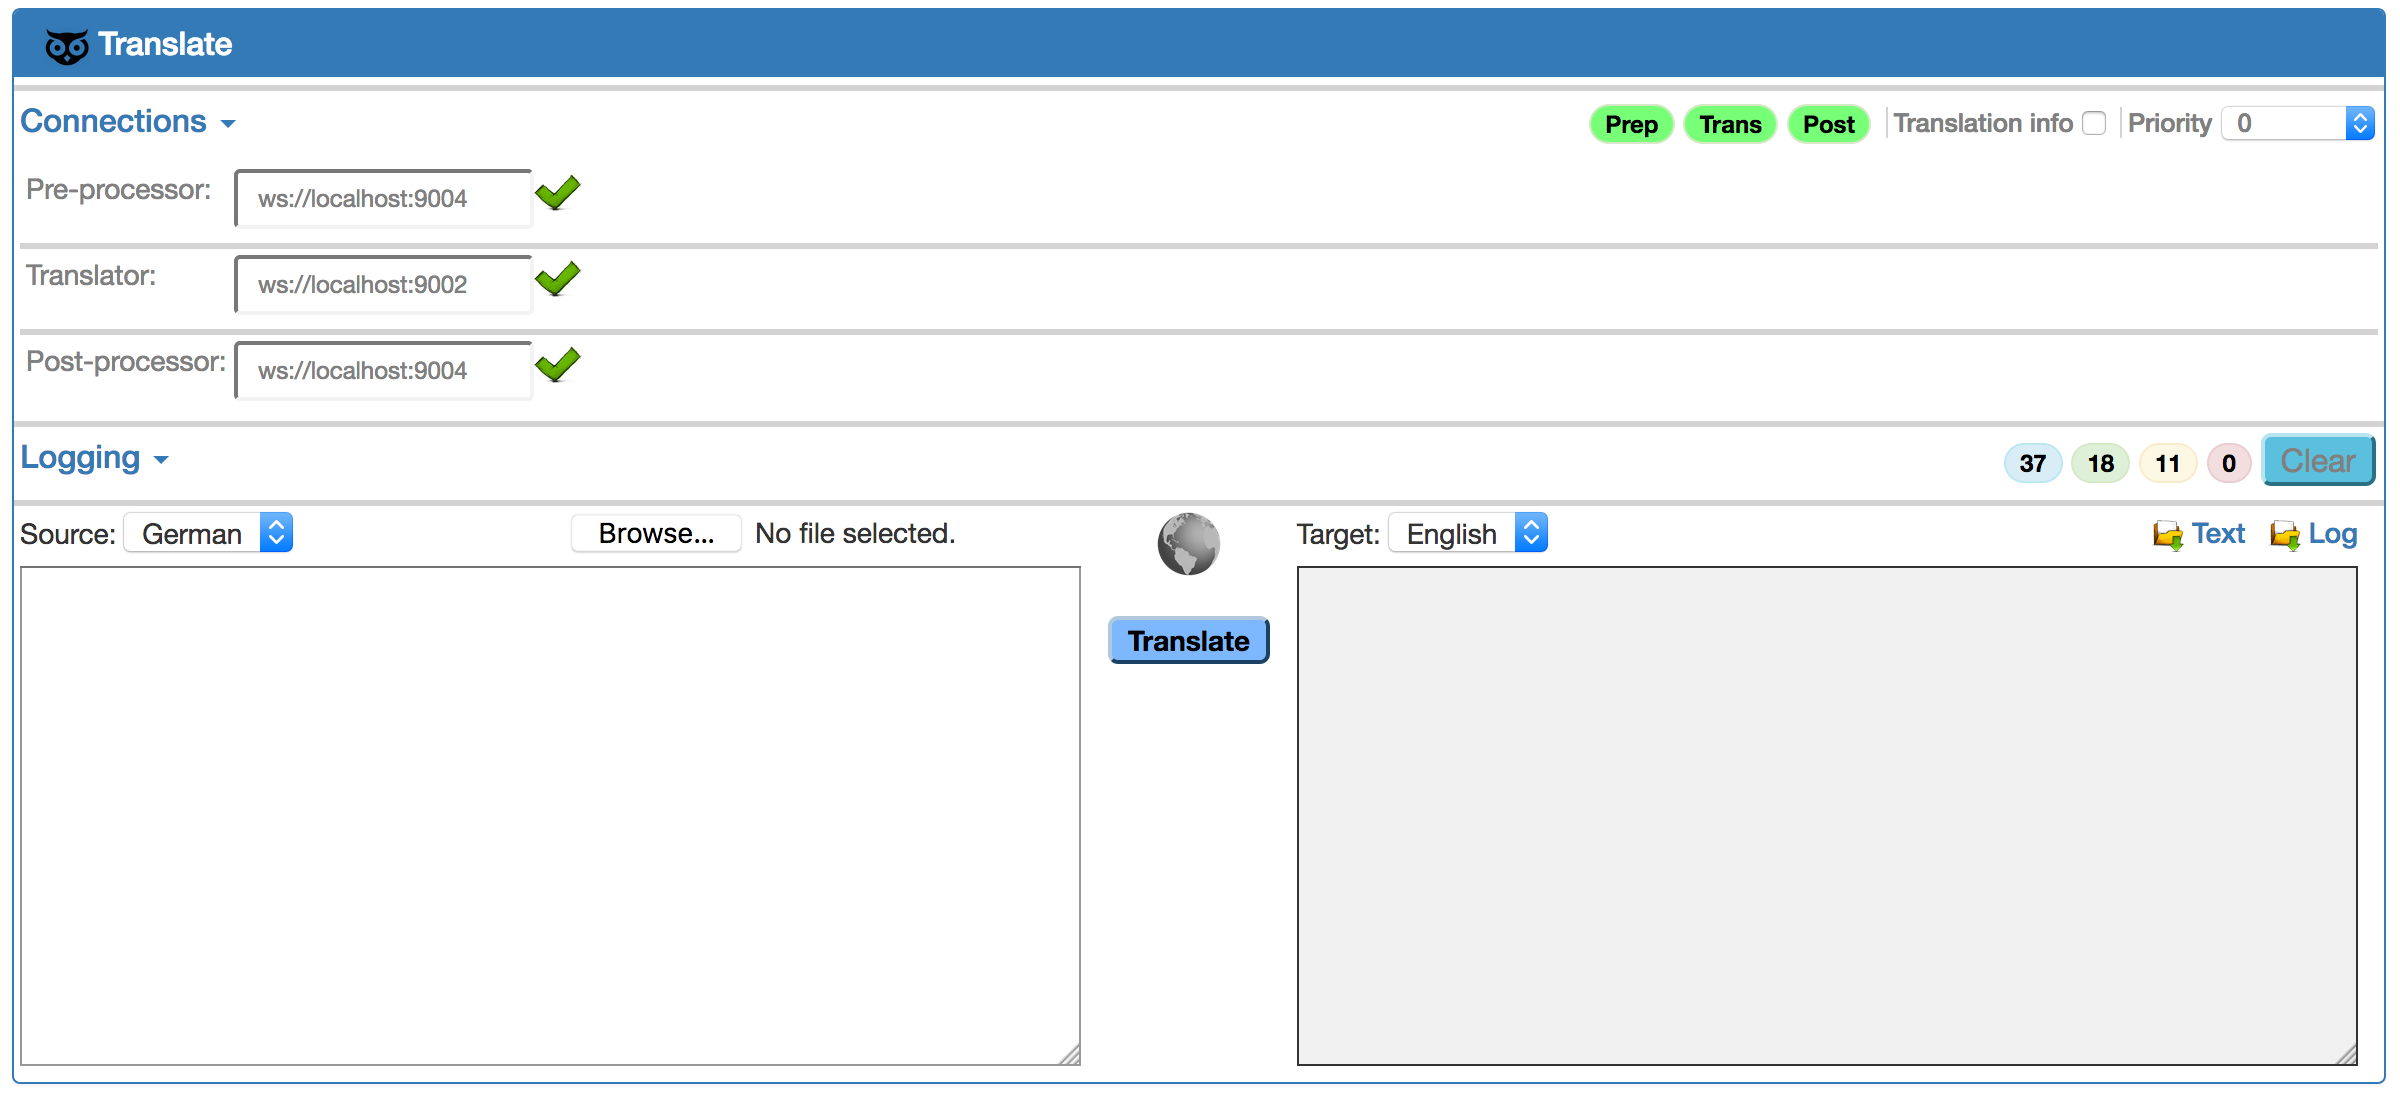 Translate
Connections Prep Trans Post Translation info Priority 0
Pre-processor: ws://localhost:9004
Translator: ws://localhost:9002
Post-processor: ws://localhost:9004
Logging 37 18 11 0 Clear
Source: German Browse... No file selected. Target: English Text Log
Translate